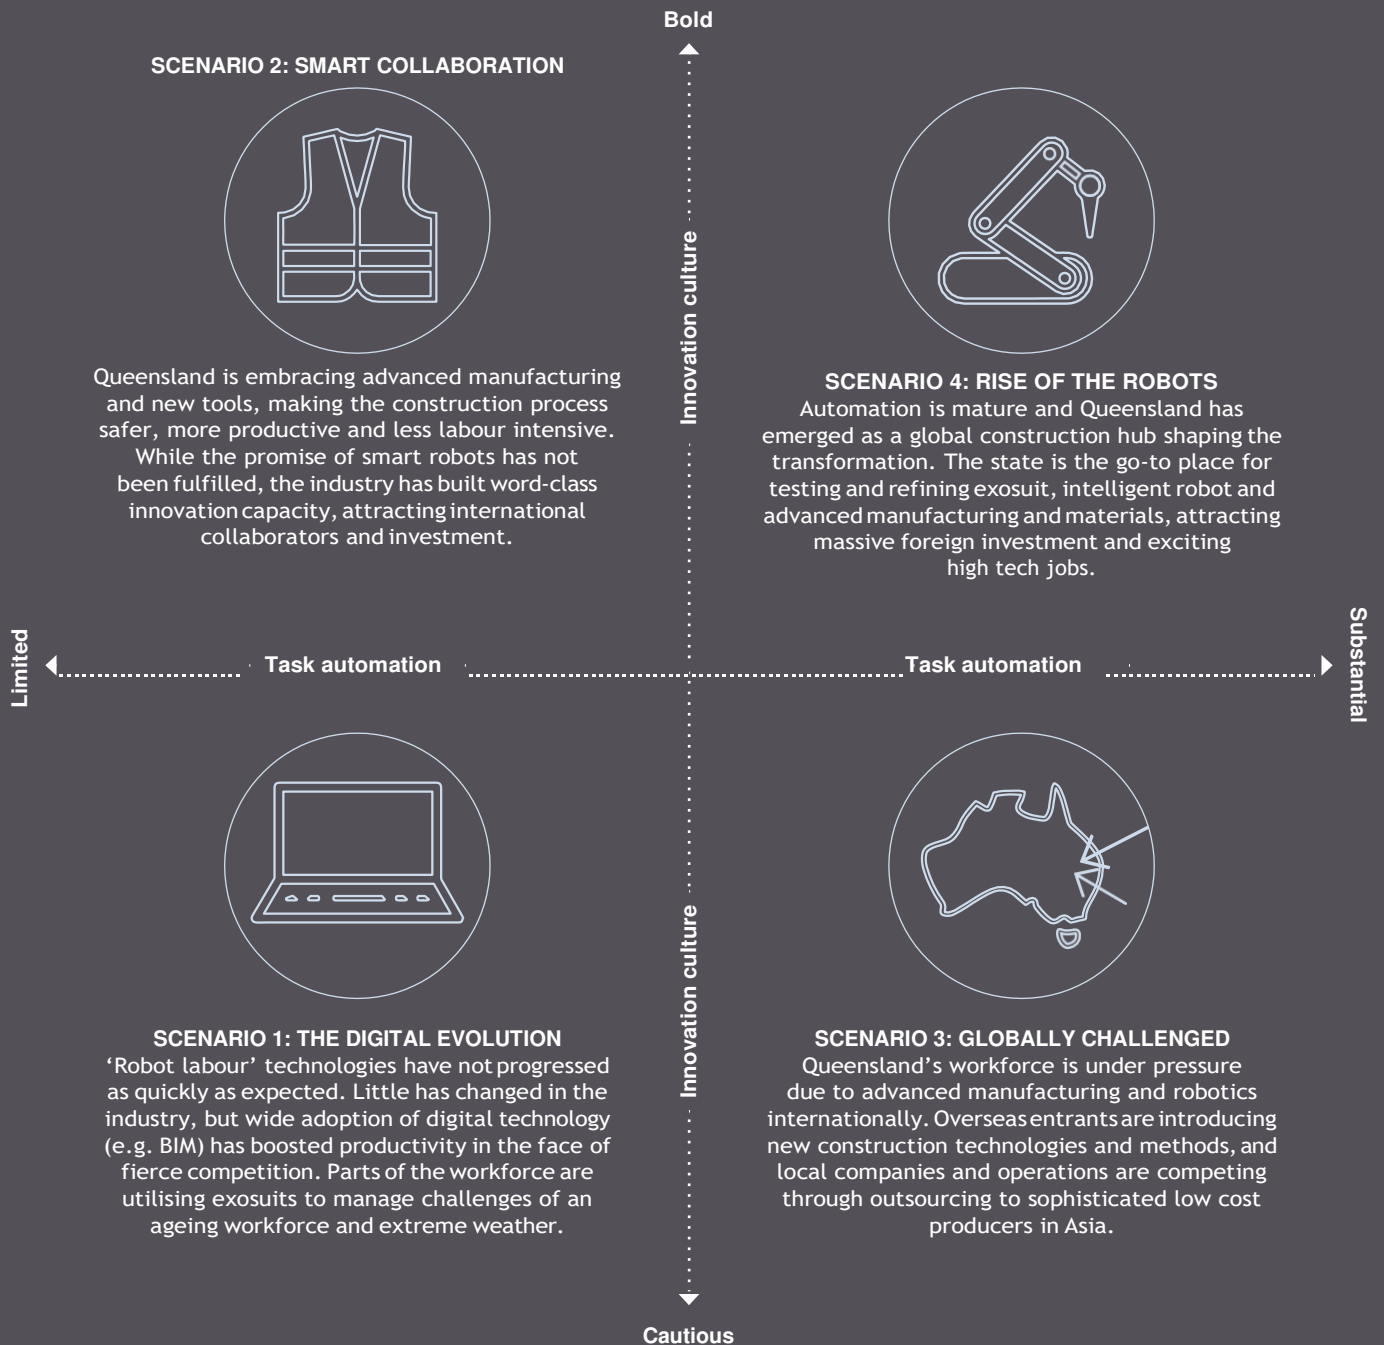 Bold
SCENARIO 2: SMART COLLABORATION
Queensland is embracing advanced manufacturing
and new tools, making the construction process
safer, more productive and less labour intensive.
While the promise of smart robots has not
been fulfilled, the industry has built word-class
innovation capacity, attracting international
collaborators and investment.
Innovation culture
SCENARIO 4: RISE OF THE ROBOTS
Automation is mature and Queensland has
emerged as a global construction hub shaping the
transformation. The state is the go-to place for
testing and refining exosuit, intelligent robot and
advanced manufacturing and materials, attracting
massive foreign investment and exciting
high tech jobs.
Limited
Task automation
Task automation
Substantial
SCENARIO 1: THE DIGITAL EVOLUTION
‘Robot labour’ technologies have not progressed
as quickly as expected. Little has changed in the
industry, but wide adoption of digital technology
(e.g. BIM) has boosted productivity in the face of
fierce competition. Parts of the workforce are
utilising exosuits to manage challenges of an
ageing workforce and extreme weather.
Innovation culture
SCENARIO 3: GLOBALLY CHALLENGED
Queensland’s workforce is under pressure
due to advanced manufacturing and robotics
internationally. Overseas entrants are introducing
new construction technologies and methods, and
local companies and operations are competing
through outsourcing to sophisticated low cost
producers in Asia.
Cautious